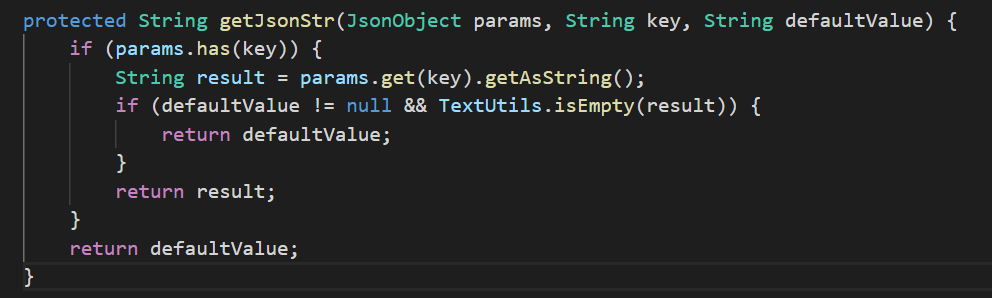 protected String getJsonStr(JsonObject params, String key, String defaultValue) {
    if (params.has(key)) {
        String result = params.get(key).getAsString();
        if (defaultValue != null && TextUtils.isEmpty(result)) {
            return defaultValue;
        }
        return result;
    }
    return defaultValue;
}